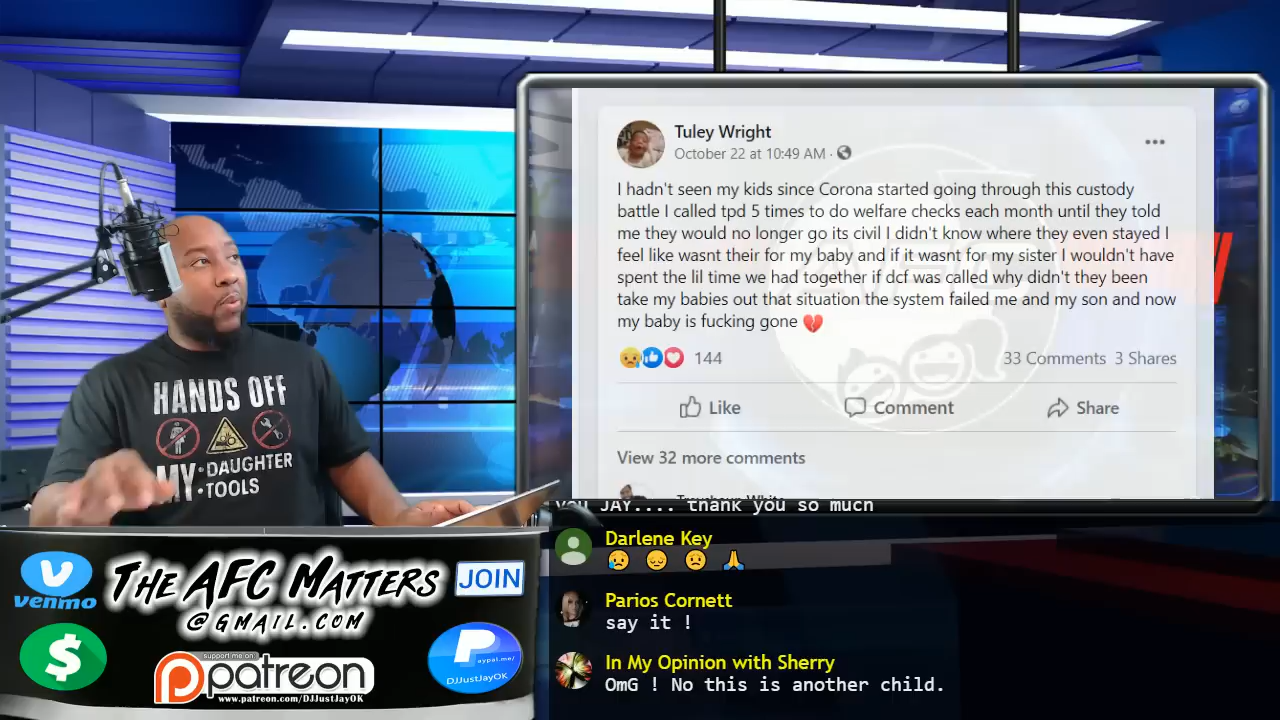 Tuley Wright
October 22 at 10:49 AM ·
I hadn't seen my kids since Corona started going through this custody
battle I called tpd 5 times to do welfare checks each month until they told
me they would no longer go its civil I didn't know where they even stayed I
feel like wasnt their for my baby and if it wasnt for my sister I wouldn't have
spent the lil time we had together if dcf was called why didn't they been
take my babies out that situation the system failed me and my son and now
my baby is fucking gone 💔
144
33 Comments 3 Shares
Like
Comment
Share
View 32 more comments
you JAY.... thank you so much
Darlene Key
😥 😔 🙁 🙏
Parios Cornett
say it !
In My Opinion with Sherry
OmG ! No this is another child.
HANDS OFF
MY•DAUGHTER
•TOOLS
venmo
THE AFC MATTERS
@GMAIL.COM
JOIN
$
support me on
patreon
www.patreon.com/DJJustJayOK
P
aypal.me/
DJJustJayOK